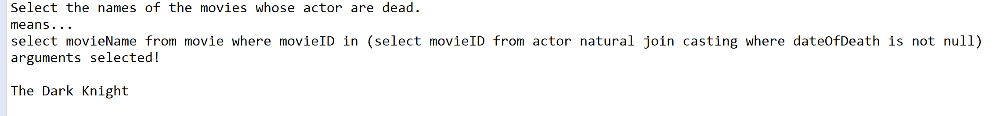 Select the names of the movies whose actor are dead.
means...
select movieName from movie where movieID in (select movieID from actor natural join casting where dateOfDeath is not null)
arguments selected!
The Dark Knight